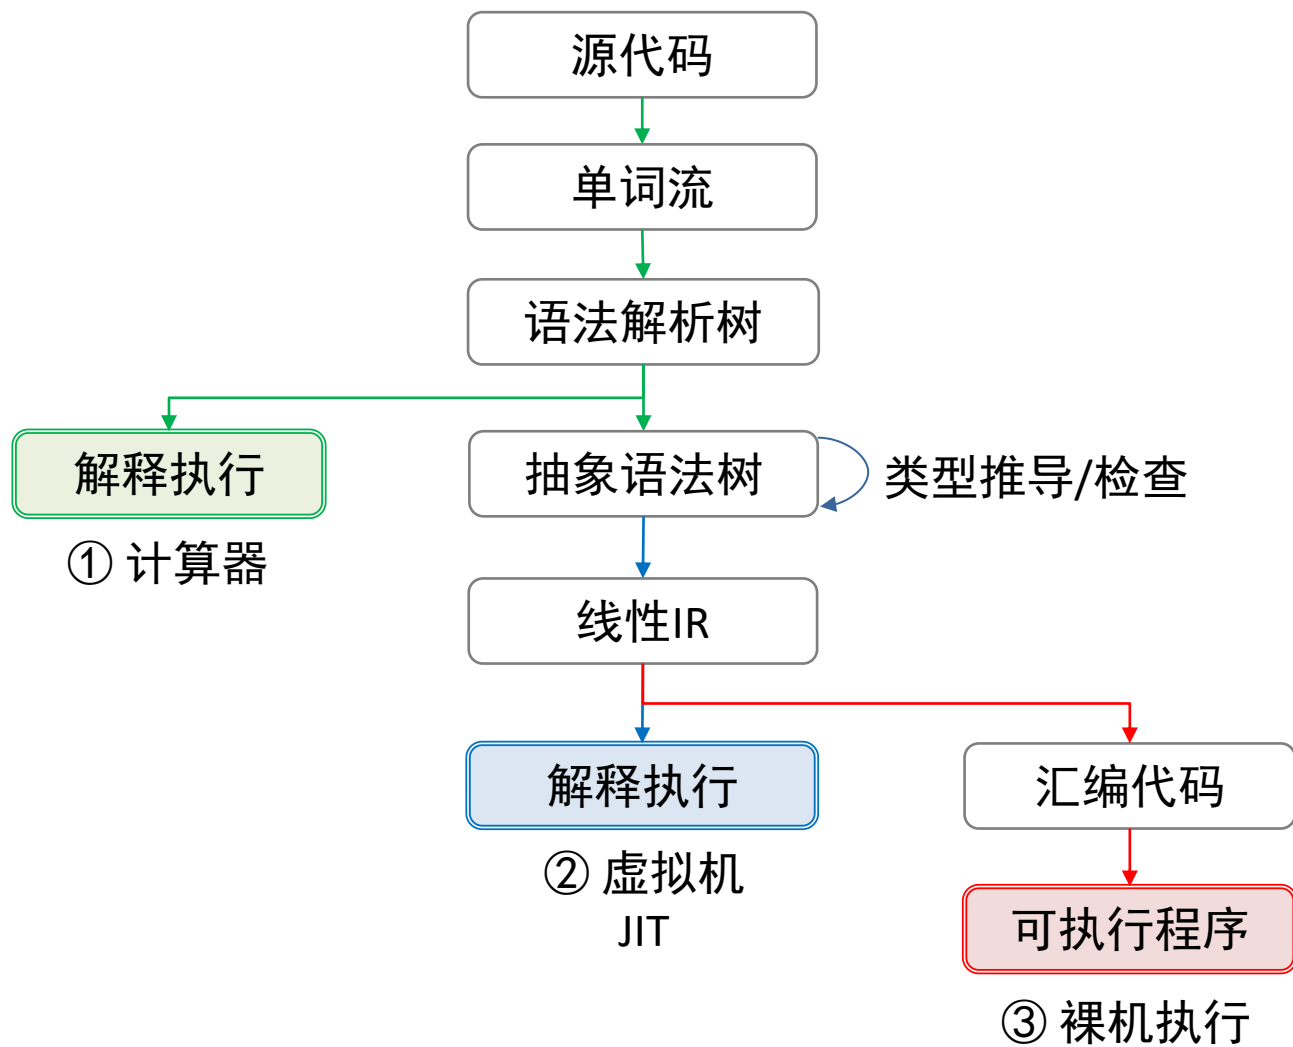 源代码
单词流
语法解析树
解释执行
抽象语法树
类型推导/检查
① 计算器
线性IR
解释执行
汇编代码
② 虚拟机
JIT
可执行程序
③ 裸机执行